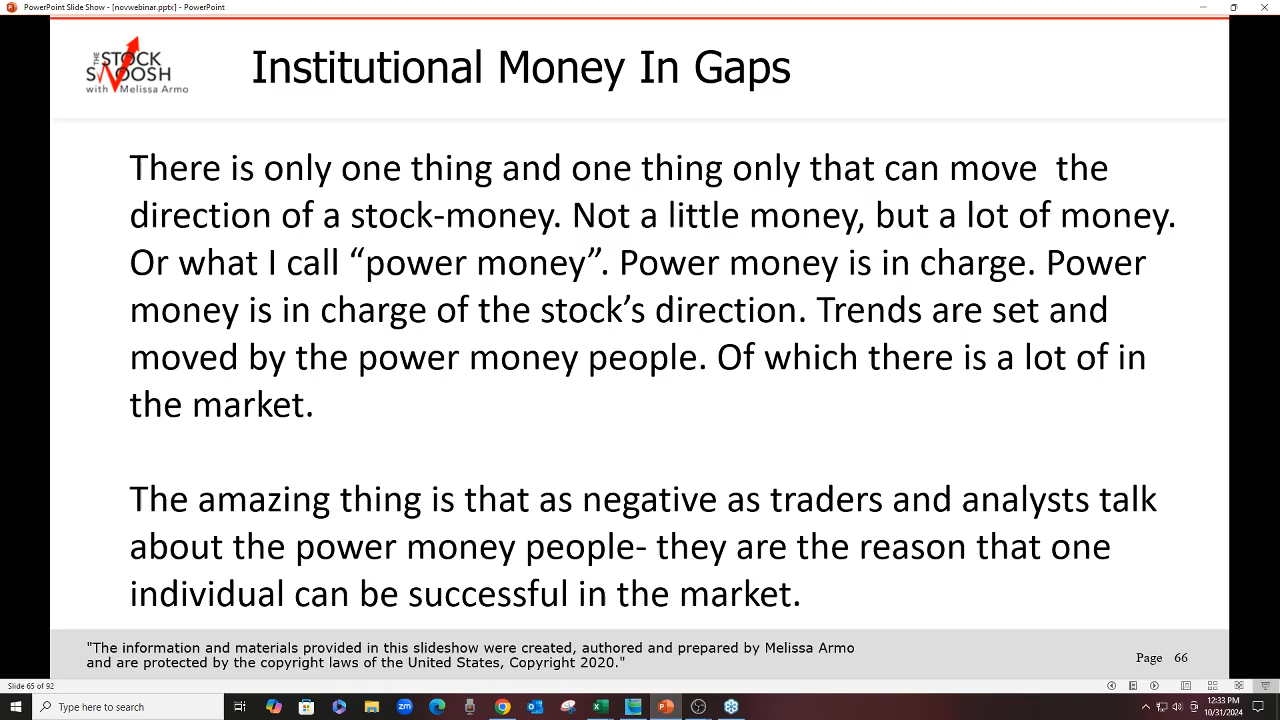 PowerPoint Slide Show - [novwebinar.pptx] - PowerPoint
THE
STOCK
SWOOSH
with Melissa Armo
Institutional Money In Gaps
There is only one thing and one thing only that can move  the
direction of a stock-money. Not a little money, but a lot of money.
Or what I call “power money”. Power money is in charge. Power
money is in charge of the stock’s direction. Trends are set and
moved by the power money people. Of which there is a lot of in
the market.
The amazing thing is that as negative as traders and analysts talk
about the power money people- they are the reason that one
individual can be successful in the market.
"The information and materials provided in this slideshow were created, authored and prepared by Melissa Armo
and are protected by the copyright laws of the United States, Copyright 2020."
Page 66
Slide 65 of 92
Type here to search
zm
12:33 PM
10/31/2024